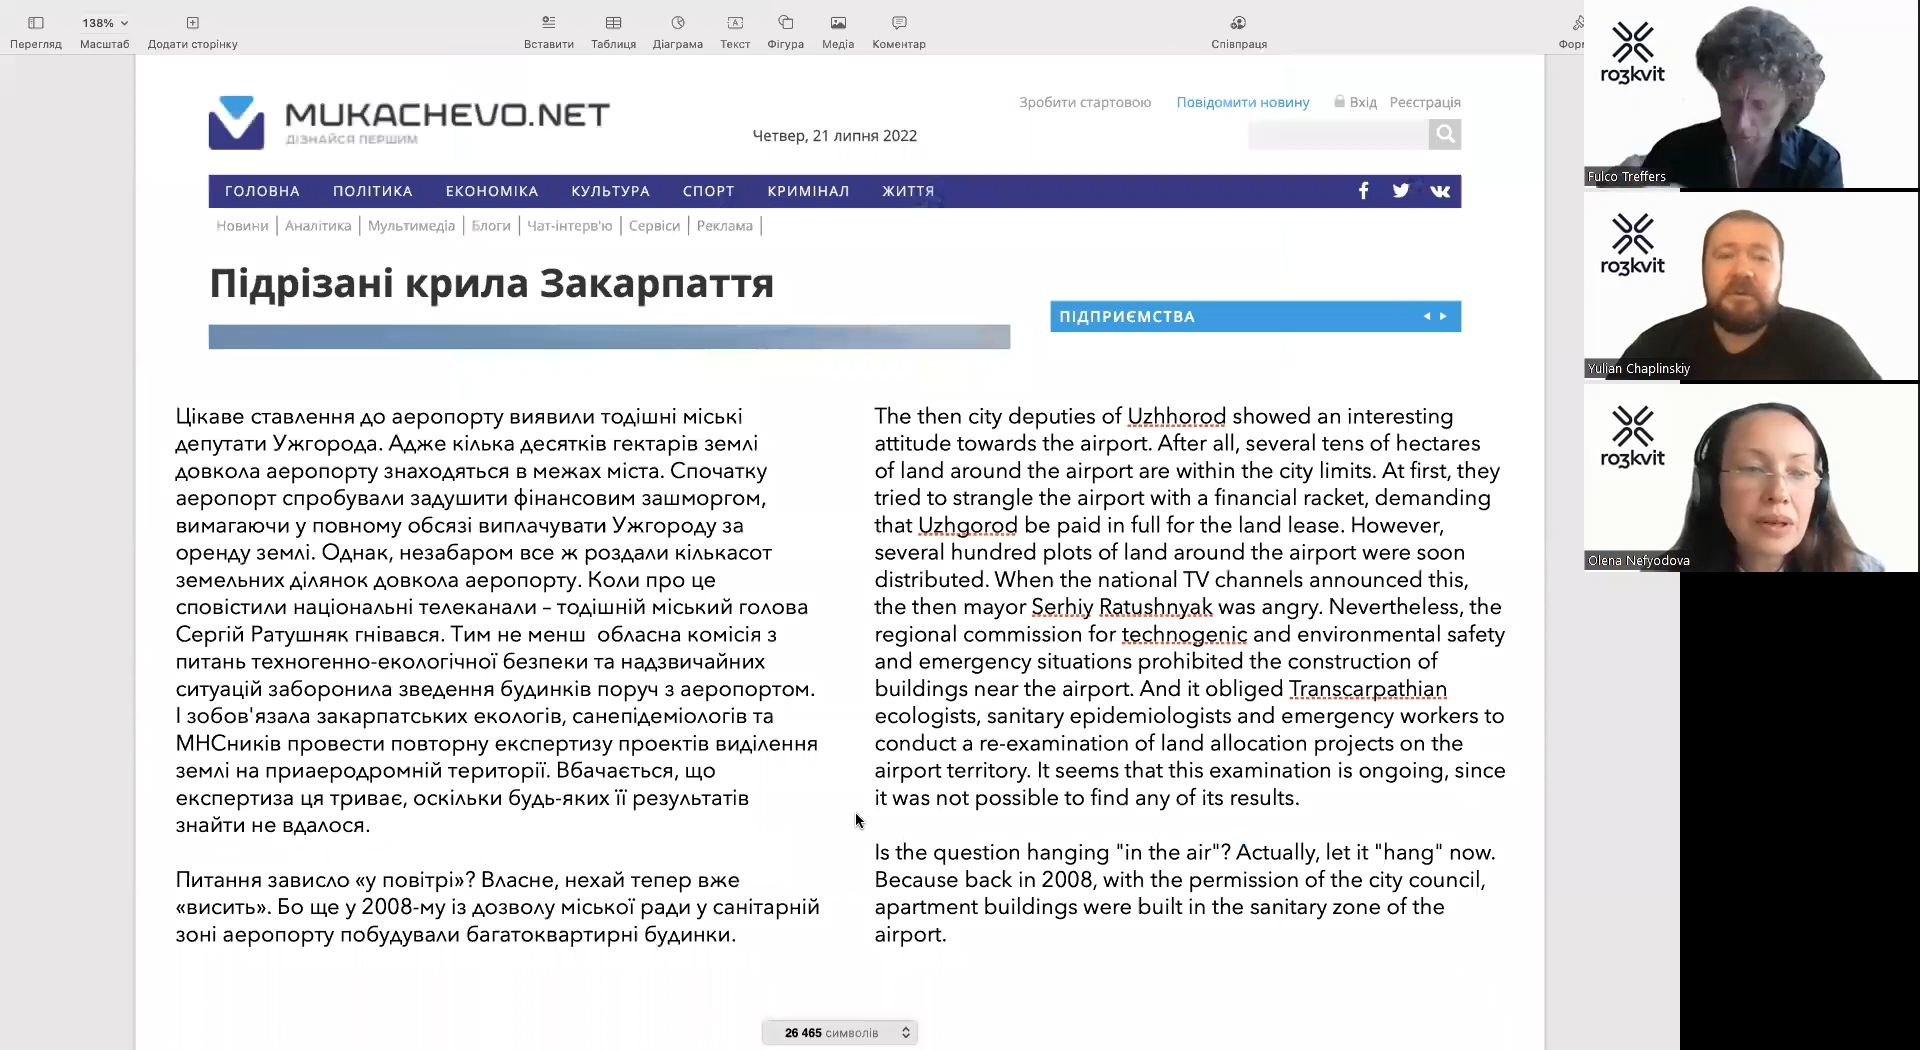 Перегляд
138%
Масштаб
Додати сторінку
Вставити
Таблиця
Діаграма
Текст
Фігура
Медіа
Коментар
Співпраця
MUKACHEVO.NET
ДІЗНАЙСЯ ПЕРШИМ
Четвер, 21 липня 2022
Зробити стартовою Повідомити новину Вхід Реєстрація
ГОЛОВНА ПОЛІТИКА ЕКОНОМІКА КУЛЬТУРА СПОРТ КРИМІНАЛ ЖИТТЯ
Новини | Аналітика | Мультимедіа | Блоги | Чат-інтерв'ю | Сервіси | Реклама |
Підрізані крила Закарпаття
ПІДПРИЄМСТВА
Цікаве ставлення до аеропорту виявили тодішні міські
депутати Ужгорода. Адже кілька десятків гектарів землі
довкола аеропорту знаходяться в межах міста. Спочатку
аеропорт спробували задушити фінансовим зашморгом,
вимагаючи у повному обсязі виплачувати Ужгороду за
оренду землі. Однак, незабаром все ж роздали кількасот
земельних ділянок довкола аеропорту. Коли про це
сповістили національні телеканали – тодішній міський голова
Сергій Ратушняк гнівався. Тим не менш обласна комісія з
питань техногенно-екологічної безпеки та надзвичайних
ситуацій заборонила зведення будинків поруч з аеропортом.
І зобов'язала закарпатських екологів, санепідеміологів та
МНСників провести повторну експертизу проектів виділення
землі на приаеродромній території. Вбачається, що
експертиза ця триває, оскільки будь-яких її результатів
знайти не вдалося.
Питання зависло «у повітрі»? Власне, нехай тепер вже
«висить». Бо ще у 2008-му із дозволу міської ради у санітарній
зоні аеропорту побудували багатоквартирні будинки.
The then city deputies of Uzhhorod showed an interesting
attitude towards the airport. After all, several tens of hectares
of land around the airport are within the city limits. At first, they
tried to strangle the airport with a financial racket, demanding
that Uzhgorod be paid in full for the land lease. However,
several hundred plots of land around the airport were soon
distributed. When the national TV channels announced this,
the then mayor Serhiy Ratushnyak was angry. Nevertheless, the
regional commission for technogenic and environmental safety
and emergency situations prohibited the construction of
buildings near the airport. And it obliged Transcarpathian
ecologists, sanitary epidemiologists and emergency workers to
conduct a re-examination of land allocation projects on the
airport territory. It seems that this examination is ongoing, since
it was not possible to find any of its results.
Is the question hanging "in the air"? Actually, let it "hang" now.
Because back in 2008, with the permission of the city council,
apartment buildings were built in the sanitary zone of the
airport.
26 465 символів
ro3kvit
Fulco Treffers
ro3kvit
Yulian Chaplinskiy
ro3kvit
Olena Nefyodova